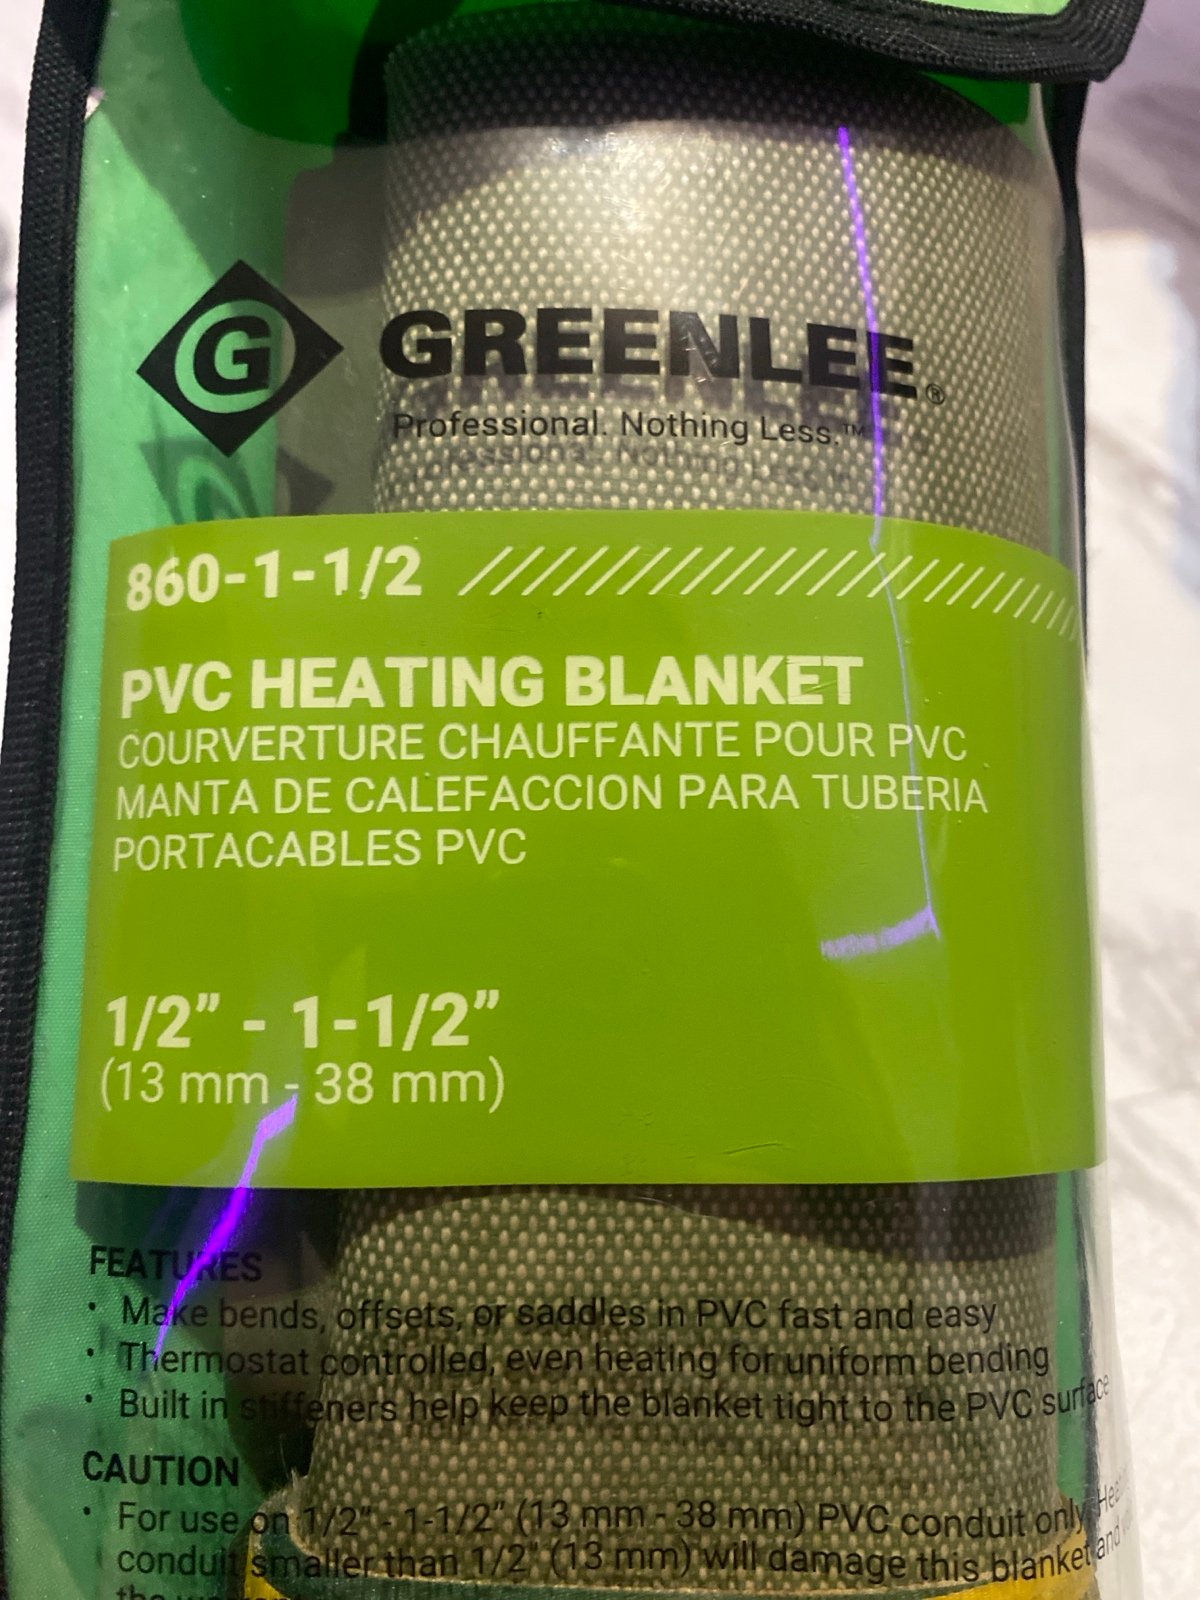 G GREENLEE®
Professional. Nothing Less.™
860-1-1/2
PVC HEATING BLANKET
COURVERTURE CHAUFFANTE POUR PVC
MANTA DE CALEFACCION PARA TUBERIA
PORTACABLES PVC
1/2” - 1-1/2”
(13 mm - 38 mm)
FEATURES
• Make bends, offsets, or saddles in PVC fast and easy
• Thermostat controlled, even heating for uniform bending
• Built in stiffeners help keep the blanket tight to the PVC surface
CAUTION
• For use on 1/2" - 1-1/2" (13 mm - 38 mm) PVC conduit only.
conduit smaller than 1/2" (13 mm) will damage this blanket and
the